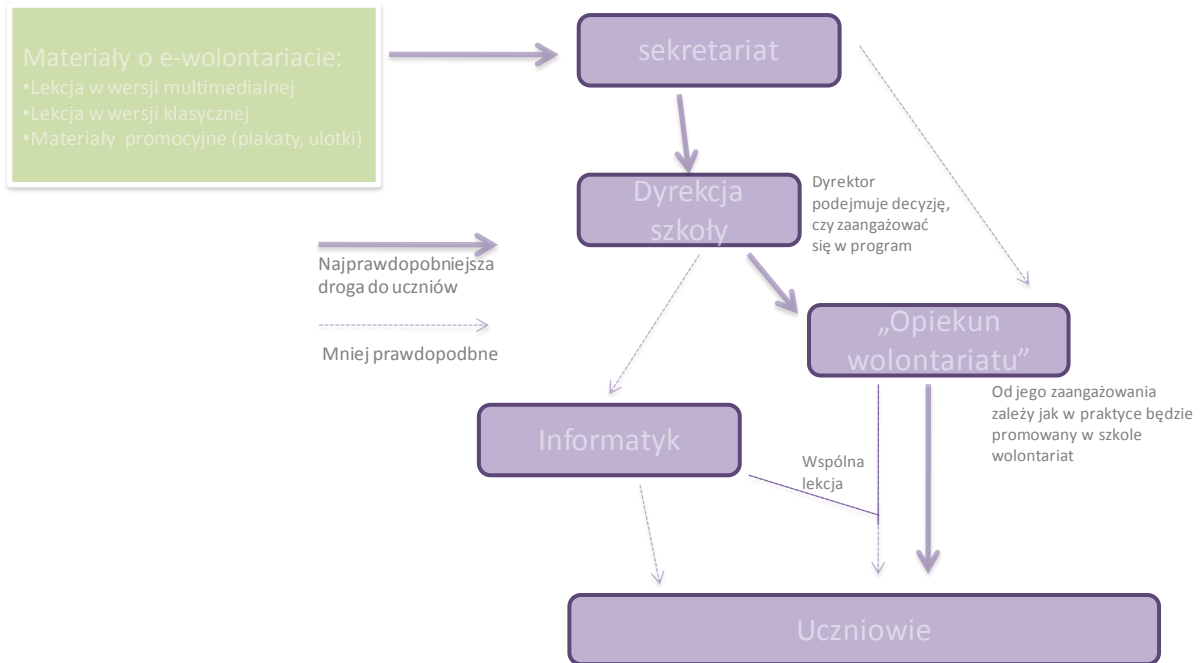 Materiały o e-wolontariacie:
•Lekcja w wersji multimedialnej
•Lekcja w wersji klasycznej
•Materiały promocyjne (plakaty, ulotki)
sekretariat
Dyrekcja
szkoły
Dyrektor
podejmuje decyzję,
czy zaangażować
się w program
Najprawdopobniejsza
droga do uczniów
Mniej prawdopodbne
„Opiekun
wolontariatu”
Od jego zaangażowania
zależy jak w praktyce będzie
promowany w szkole
wolontariat
Informatyk
Wspólna
lekcja
Uczniowie